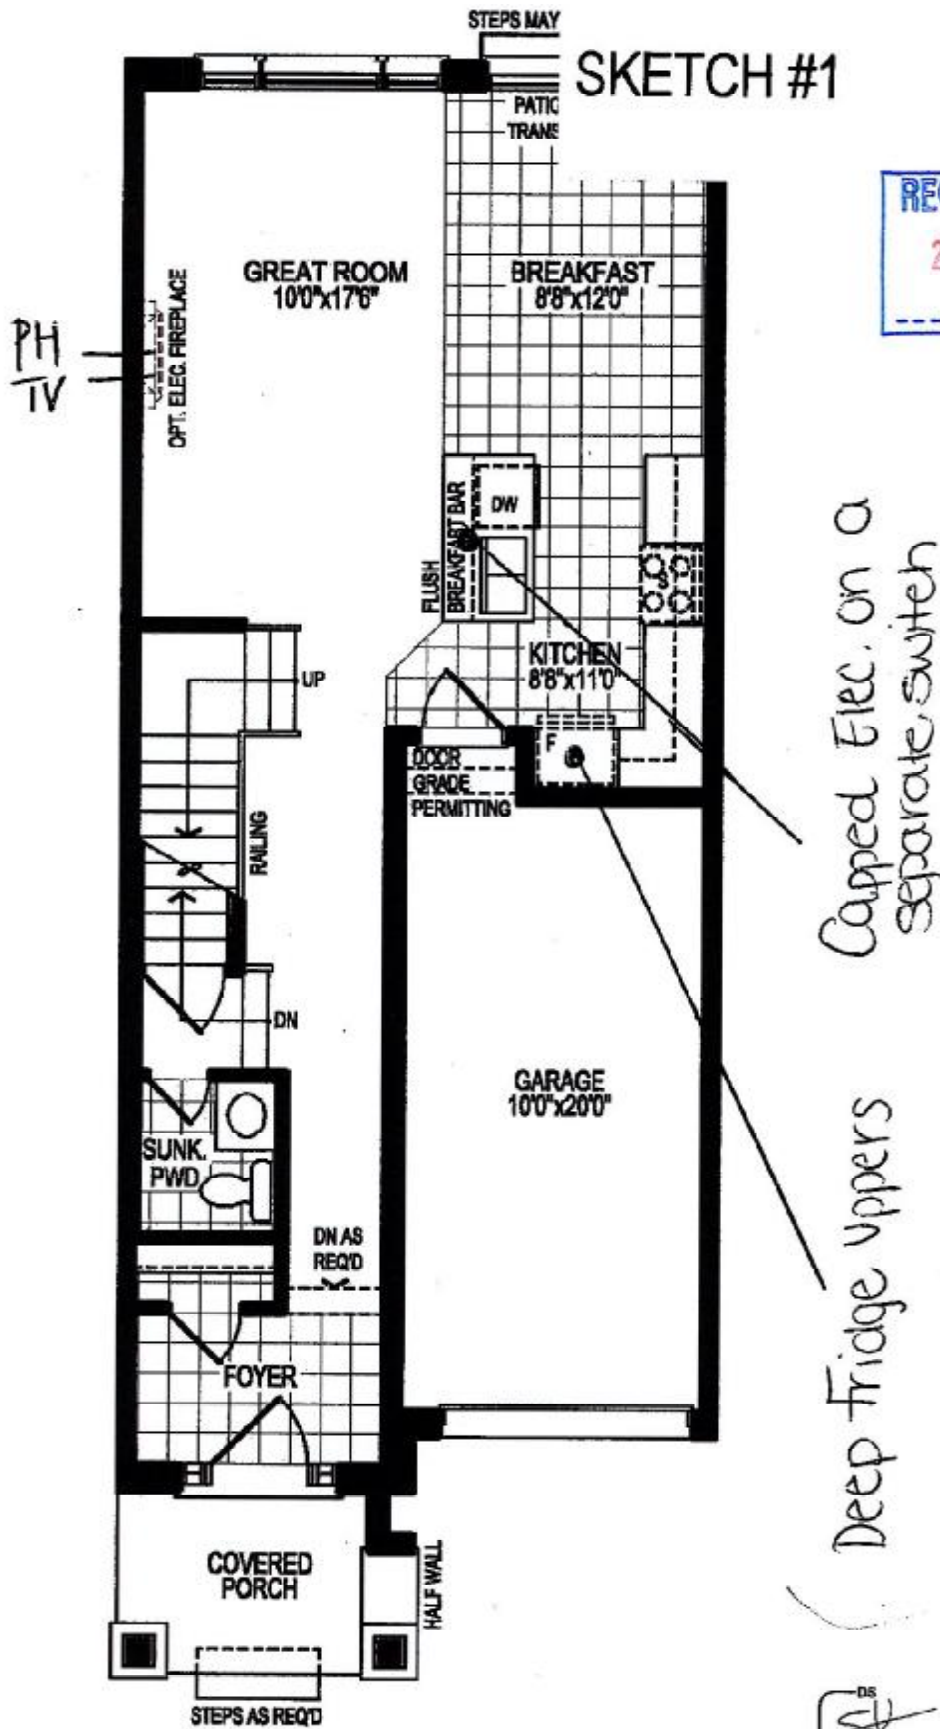 STEPS MAY
SKETCH #1
PATIO
TRANS
REC
2
GREAT ROOM
10'0"x17'6"
BREAKFAST
8'8"x12'0"
PH
TV
OPT. ELEC. FIREPLACE
DW
FLUSH
BREAKFAST BAR
S
Capped Elec. on a
separate switch
KITCHEN
8'8"x11'0"
UP
F
DOOR
GRADE
PERMITTING
RAILING
DN
GARAGE
10'0"x20'0"
SUNK.
PWD
Deep Fridge uppers
DN AS
REQ'D
FOYER
COVERED
PORCH
HALF WALL
STEPS AS REQ'D
DS